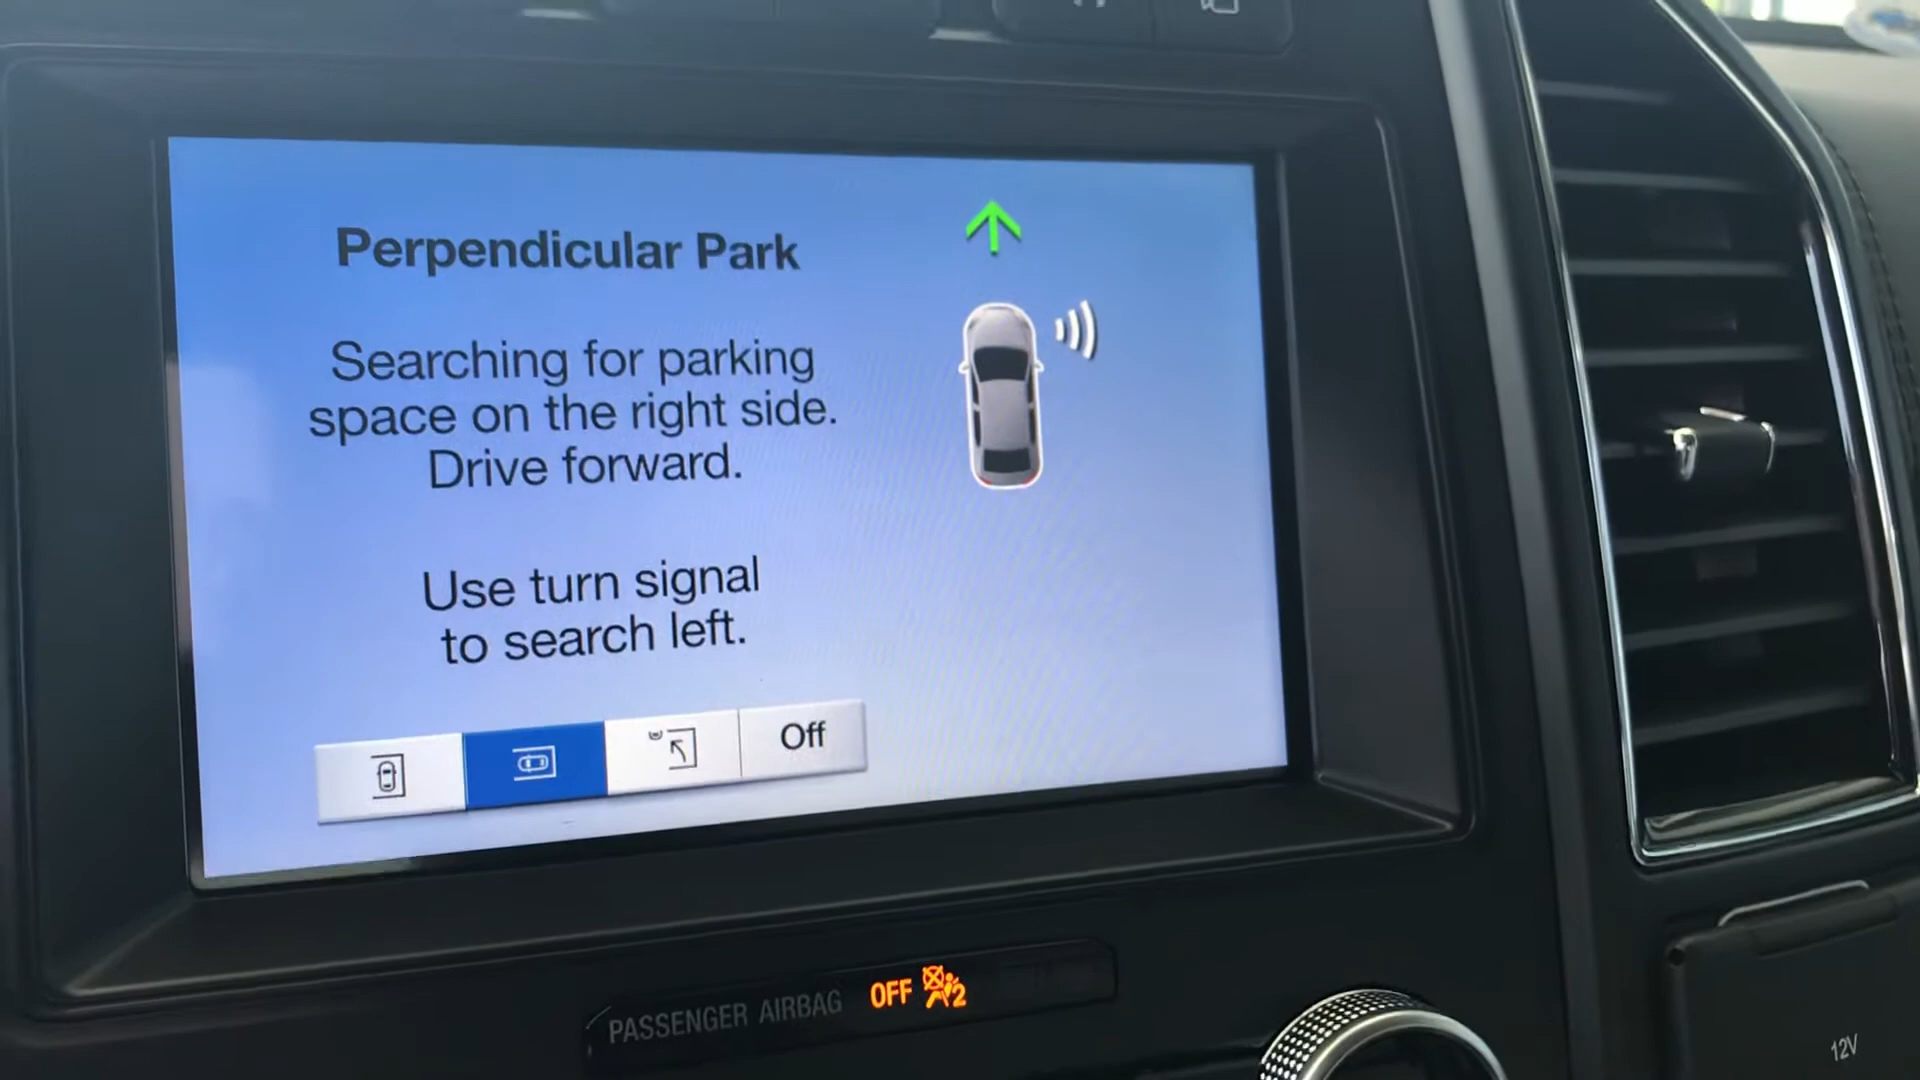 Perpendicular Park
Searching for parking
space on the right side.
Drive forward.
Use turn signal
to search left.
Off
PASSENGER AIRBAG OFF 2
12V